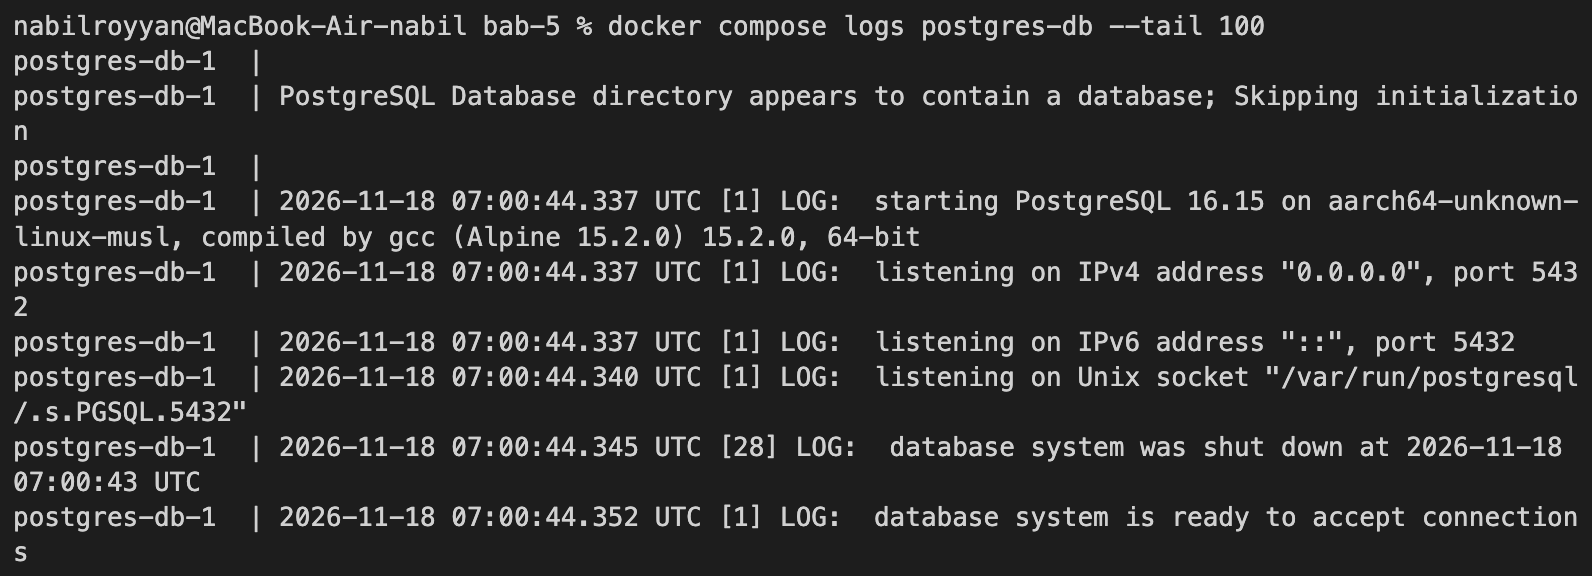 nabilroyyan@MacBook-Air-nabil bab-5 % docker compose logs postgres-db --tail 100
postgres-db-1  |
postgres-db-1  | PostgreSQL Database directory appears to contain a database; Skipping initializatio
n
postgres-db-1  |
postgres-db-1  | 2026-11-18 07:00:44.337 UTC [1] LOG:  starting PostgreSQL 16.15 on aarch64-unknown-
linux-musl, compiled by gcc (Alpine 15.2.0) 15.2.0, 64-bit
postgres-db-1  | 2026-11-18 07:00:44.337 UTC [1] LOG:  listening on IPv4 address "0.0.0.0", port 543
2
postgres-db-1  | 2026-11-18 07:00:44.337 UTC [1] LOG:  listening on IPv6 address "::", port 5432
postgres-db-1  | 2026-11-18 07:00:44.340 UTC [1] LOG:  listening on Unix socket "/var/run/postgresql
/.s.PGSQL.5432"
postgres-db-1  | 2026-11-18 07:00:44.345 UTC [28] LOG:  database system was shut down at 2026-11-18
07:00:43 UTC
postgres-db-1  | 2026-11-18 07:00:44.352 UTC [1] LOG:  database system is ready to accept connection
s